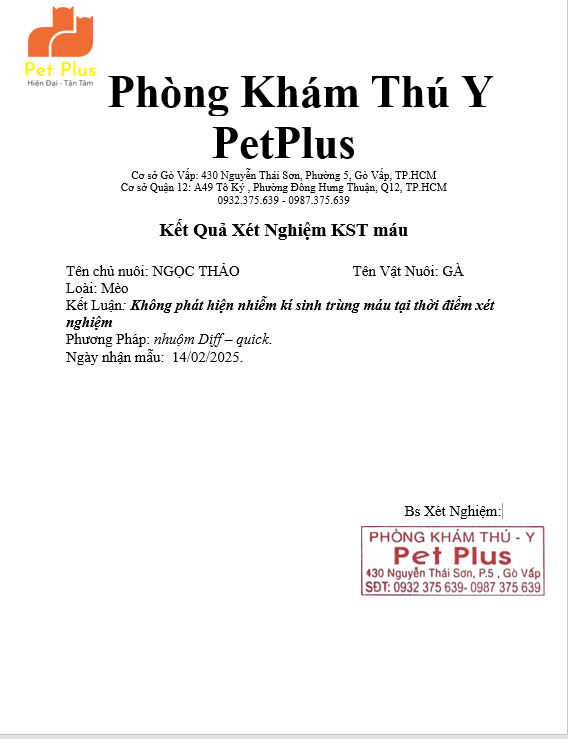 Pet Plus
Hiện Đại - Tận Tâm
Phòng Khám Thú Y
PetPlus
Cơ sở Gò Vấp: 430 Nguyễn Thái Sơn, Phường 5, Gò Vấp, TP.HCM
Cơ sở Quận 12: A49 Tô Ký , Phường Đông Hưng Thuận, Q12, TP.HCM
0932.375.639 - 0987.375.639
Kết Quả Xét Nghiệm KST máu
Tên chủ nuôi: NGỌC THẢO Tên Vật Nuôi: GÀ
Loài: Mèo
Kết Luận: Không phát hiện nhiễm kí sinh trùng máu tại thời điểm xét
nghiệm
Phương Pháp: nhuộm Diff – quick.
Ngày nhận mẫu: 14/02/2025.
Bs Xét Nghiệm:
PHÒNG KHÁM THÚ - Y
Pet Plus
430 Nguyễn Thái Sơn, P.5 , Gò Vấp
SĐT: 0932 375 639- 0987 375 639